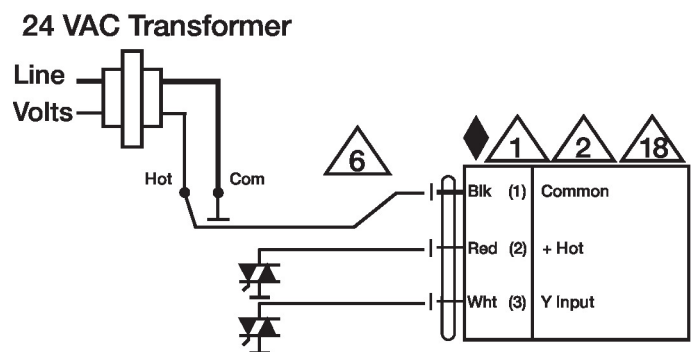 24 VAC Transformer
Line
Volts
Hot
Com
6
1
2
18
Blk (1) Common
Red (2) + Hot
Wht (3) Y Input